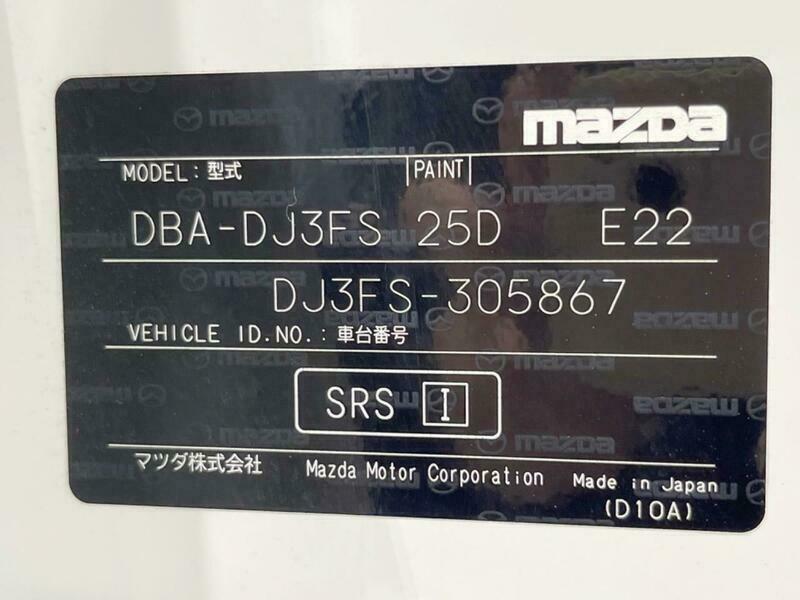 mazda
MODEL:型式 PAINT
DBA-DJ3FS 25D E22
DJ3FS-305867
VEHICLE ID.NO.:車台番号
SRS I
マツダ株式会社 Mazda Motor Corporation Made in Japan
(D10A)